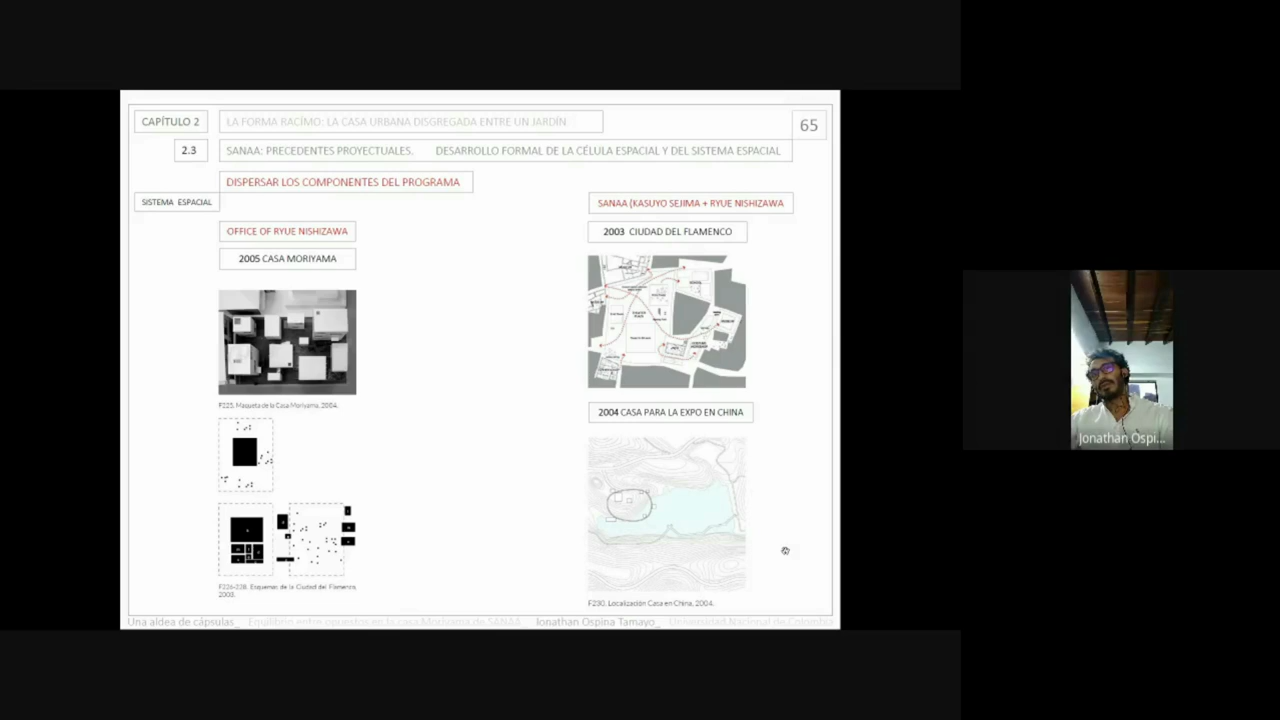 CAPÍTULO 2
LA FORMA RACÍMO: LA CASA URBANA DISGREGADA ENTRE UN JARDÍN
65
2.3
SANAA: PRECEDENTES PROYECTUALES. DESARROLLO FORMAL DE LA CÉLULA ESPACIAL Y DEL SISTEMA ESPACIAL
DISPERSAR LOS COMPONENTES DEL PROGRAMA
SISTEMA ESPACIAL
OFFICE OF RYUE NISHIZAWA
2005 CASA MORIYAMA
F225. Maqueta de la Casa Moriyama, 2004.
F226-228. Esquemas de la Ciudad del Flamenco,
2003.
SANAA (KASUYO SEJIMA + RYUE NISHIZAWA
2003 CIUDAD DEL FLAMENCO
2004 CASA PARA LA EXPO EN CHINA
F230. Localización Casa en China, 2004.
Una aldea de cápsulas_ Equilibrio entre opuestos en la casa Moriyama de SANAA_ Jonathan Ospina Tamayo_ Universidad Nacional de Colombia
Jonathan Ospi...